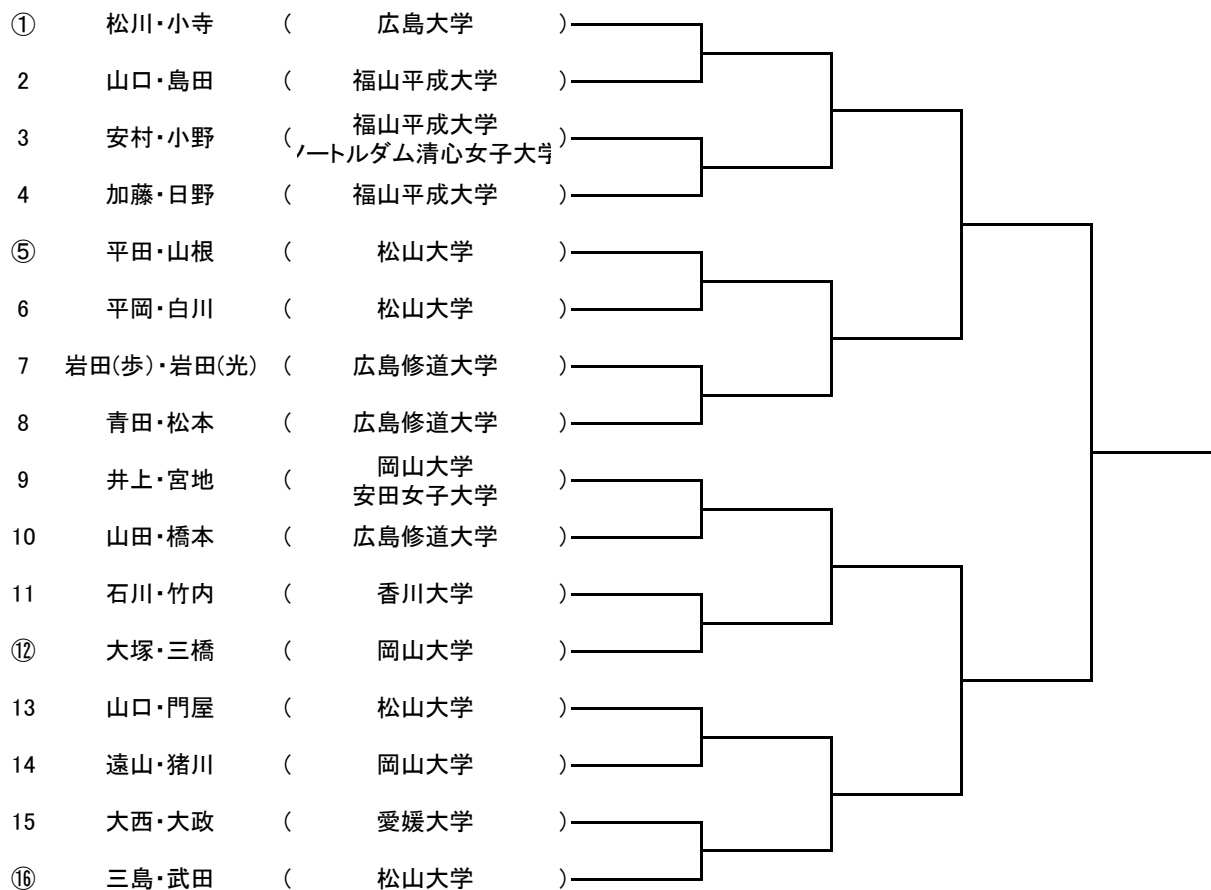 ① 松川・小寺 ( 広島大学 )
2 山口・島田 ( 福山平成大学 )
3 安村・小野 ( 福山平成大学
ノートルダム清心女子大学 )
4 加藤・日野 ( 福山平成大学 )
⑤ 平田・山根 ( 松山大学 )
6 平岡・白川 ( 松山大学 )
7 岩田(歩)・岩田(光) ( 広島修道大学 )
8 青田・松本 ( 広島修道大学 )
9 井上・宮地 ( 岡山大学
安田女子大学 )
10 山田・橋本 ( 広島修道大学 )
11 石川・竹内 ( 香川大学 )
⑫ 大塚・三橋 ( 岡山大学 )
13 山口・門屋 ( 松山大学 )
14 遠山・猪川 ( 岡山大学 )
15 大西・大政 ( 愛媛大学 )
⑯ 三島・武田 ( 松山大学 )